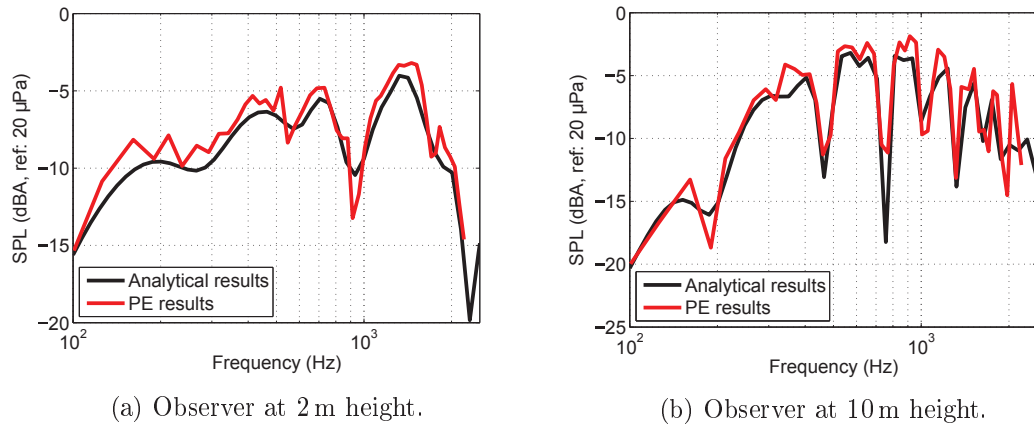 0
−5
−10
−15
−20
SPL (dBA, ref. 20 µPa)
Analytical results
PE results
10²
10³
Frequency (Hz)
(a) Observer at 2 m height.
0
−5
−10
−15
−20
−25
SPL (dBA, ref. 20 µPa)
Analytical results
PE results
10²
10³
Frequency (Hz)
(b) Observer at 10 m height.